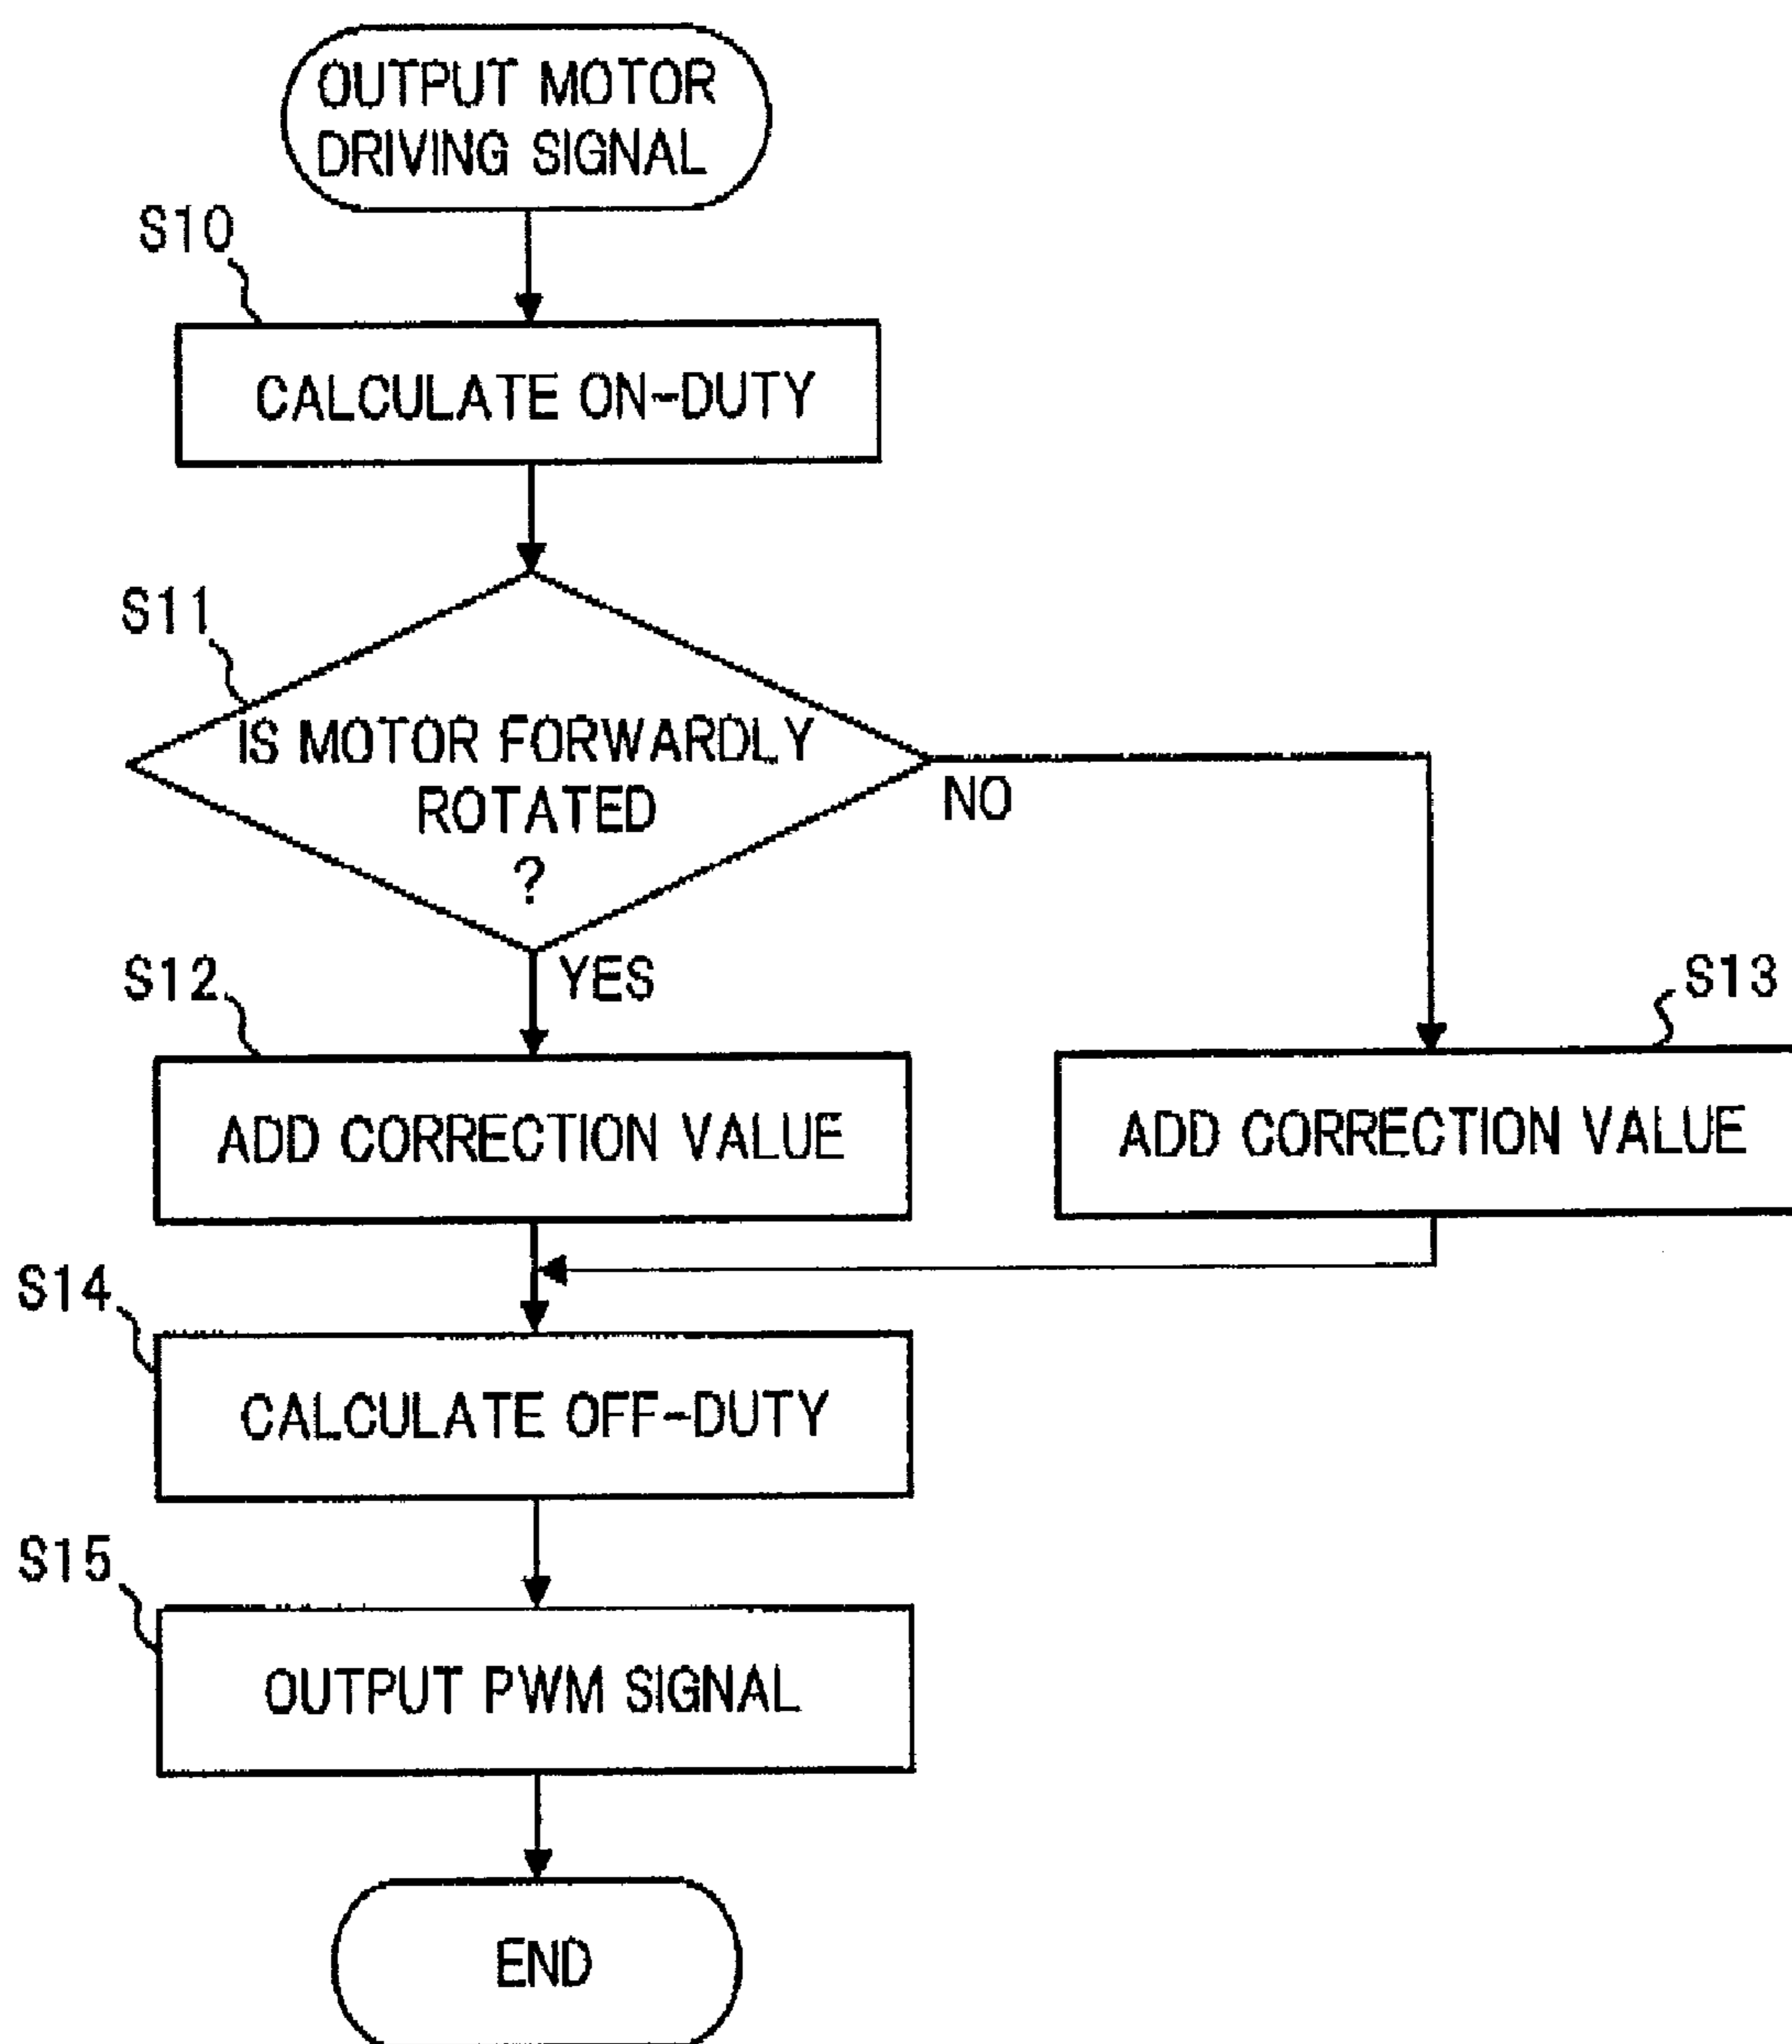 OUTPUT MOTOR
DRIVING SIGNAL
S10
CALCULATE ON-DUTY
S11
IS MOTOR FORWARDLY
ROTATED
?
NO
YES
S12
ADD CORRECTION VALUE
S13
ADD CORRECTION VALUE
S14
CALCULATE OFF-DUTY
S15
OUTPUT PWM SIGNAL
END